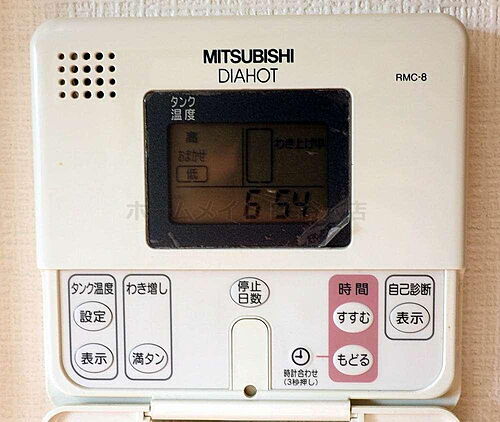 MITSUBISHI
DIAHOT
RMC-8
タンク
温度
高
おまかせ
低
わき上げ中
6 54
タンク温度
設定
表示
わき増し
満タン
停止
日数
時間
すすむ
もどる
時計合わせ
(3秒押し)
自己診断
表示